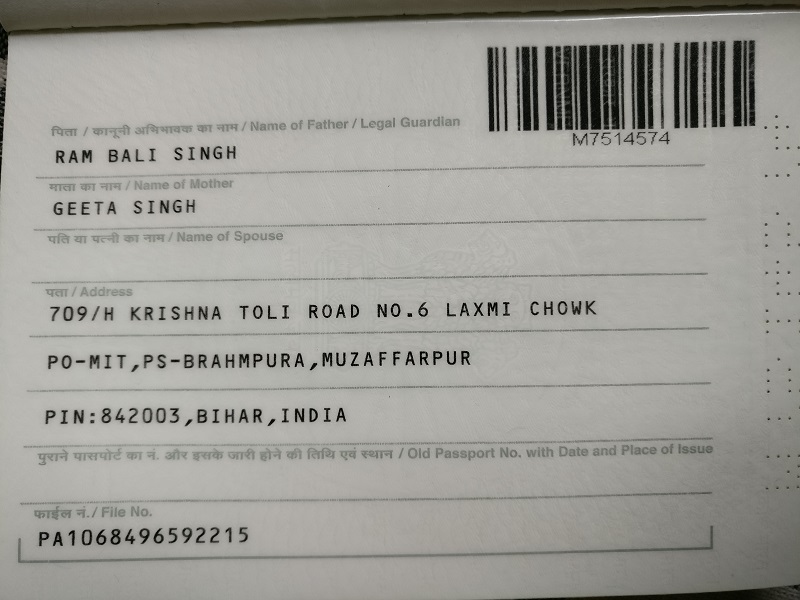 M7514574
पिता / कानूनी अभिभावक का नाम / Name of Father / Legal Guardian
RAM BALI SINGH
माता का नाम / Name of Mother
GEETA SINGH
पति या पत्नी का नाम / Name of Spouse
पता / Address
709/H KRISHNA TOLI ROAD NO.6 LAXMI CHOWK
PO-MIT,PS-BRAHMPURA,MUZAFFARPUR
PIN:842003,BIHAR,INDIA
पुराने पासपोर्ट का नं. और इसके जारी होने की तिथि एवं स्थान / Old Passport No. with Date and Place of Issue
फाईल नं./ File No.
PA1068496592215